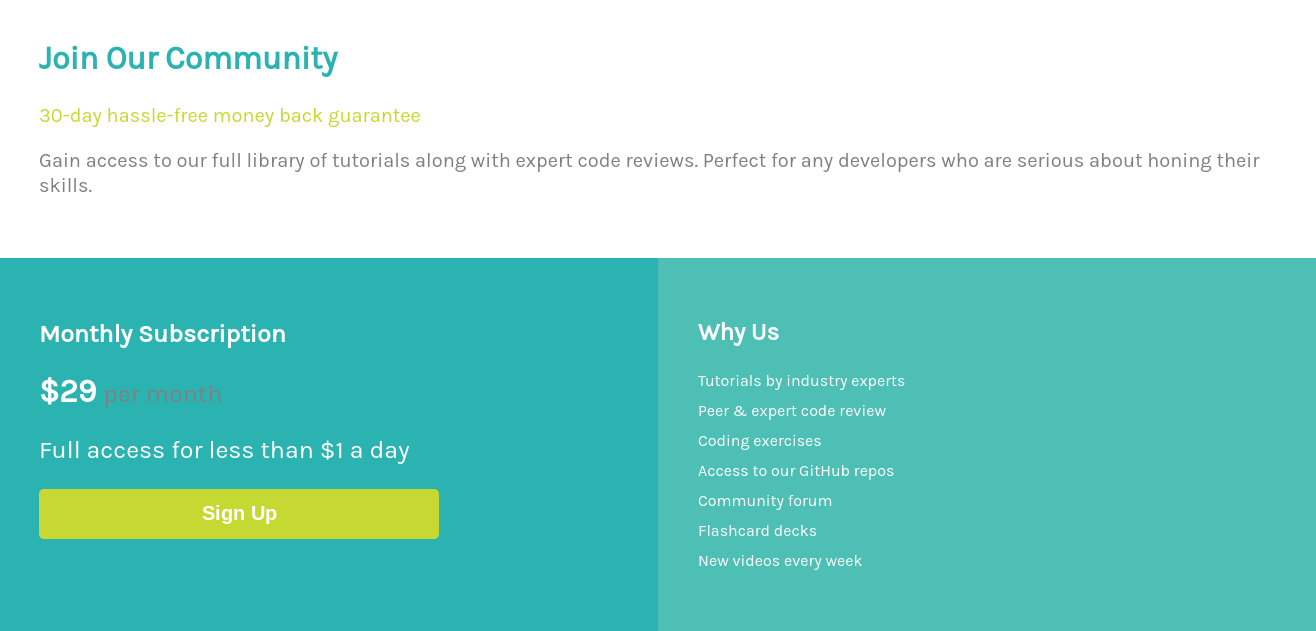 Join Our Community
30-day hassle-free money back guarantee
Gain access to our full library of tutorials along with expert code reviews. Perfect for any developers who are serious about honing their
skills.
Monthly Subscription
$29 per month
Full access for less than $1 a day
Sign Up
Why Us
Tutorials by industry experts
Peer & expert code review
Coding exercises
Access to our GitHub repos
Community forum
Flashcard decks
New videos every week